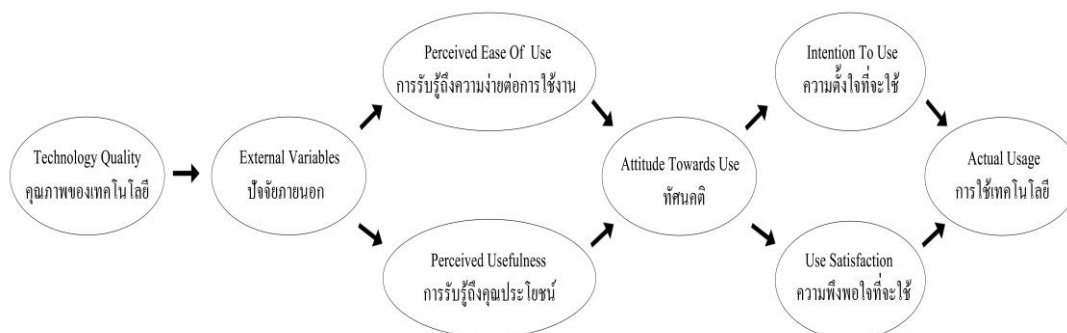 Technology Quality
คุณภาพของเทคโนโลยี
External Variables
ปัจจัยภายนอก
Perceived Ease Of Use
การรับรู้ถึงความง่ายต่อการใช้งาน
Perceived Usefulness
การรับรู้ถึงคุณประโยชน์
Attitude Towards Use
ทัศนคติ
Intention To Use
ความตั้งใจที่จะใช้
Use Satisfaction
ความพึงพอใจที่จะใช้
Actual Usage
การใช้เทคโนโลยี